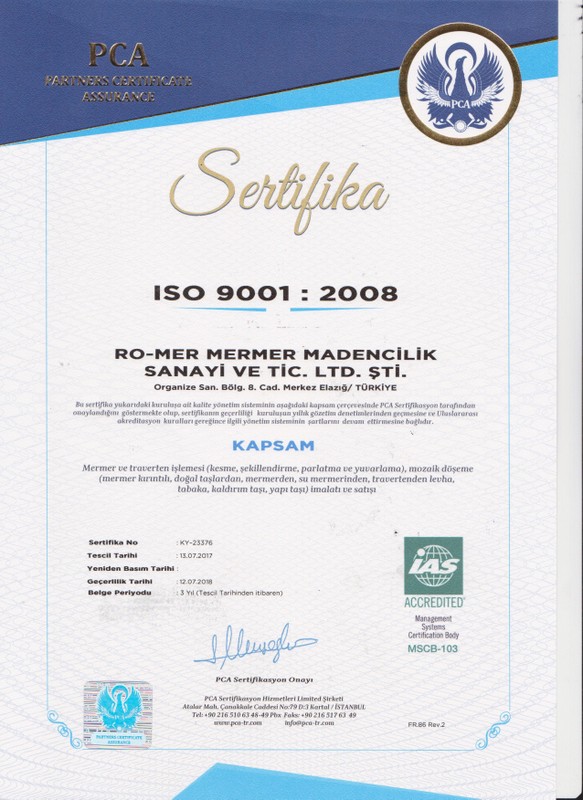 PCA
PARTNERS CERTIFICATE
ASSURANCE
PCA
Sertifika
ISO 9001 : 2008
RO-MER MERMER MADENCİLİK
SANAYİ VE TİC. LTD. ŞTİ.
Organize San. Bölg. 8. Cad. Merkez Elazığ/ TÜRKİYE
Bu sertifika yukarıdaki kuruluşa ait kalite yönetim sisteminin aşağıdaki kapsam çerçevesinde PCA Sertifikasyon tarafından
onaylandığını göstermekte olup, sertifikanın geçerliliği kuruluşun yıllık gözetim denetimlerinden geçmesine ve Uluslararası
akreditasyon kuralları gereğince ilgili yönetim sisteminin şartlarını devam ettirmesine bağlıdır.
KAPSAM
Mermer ve traverten işlemesi (kesme, şekillendirme, parlatma ve yuvarlama), mozaik döşeme
(mermer kırıntılı, doğal taşlardan, mermerden, su mermerinden, travertenden levha,
tabaka, kaldırım taşı, yapı taşı) imalatı ve satışı
Sertifika No : KY-23376
Tescil Tarihi : 13.07.2017
Yeniden Basım Tarihi :
Geçerlilik Tarihi : 12.07.2018
Belge Periyodu : 3 Yıl (Tescil Tarihinden itibaren)
IAS
ACCREDITED
Management
Systems
Certification Body
MSCB-103
PCA Sertifikasyon Onayı
PCA Sertifikasyon Hizmetleri Limited Şirketi
Atalar Mah, Çanakkale Caddesi No:79 D:3 Kartal / İSTANBUL
Tel: +90 216 510 63 48-49 Pbx Faks: +90 216 517 63 49
www.pca-tr.com info@pca-tr.com
PARTNERS CERTIFICATE
ASSURANCE
FR.86 Rev.2